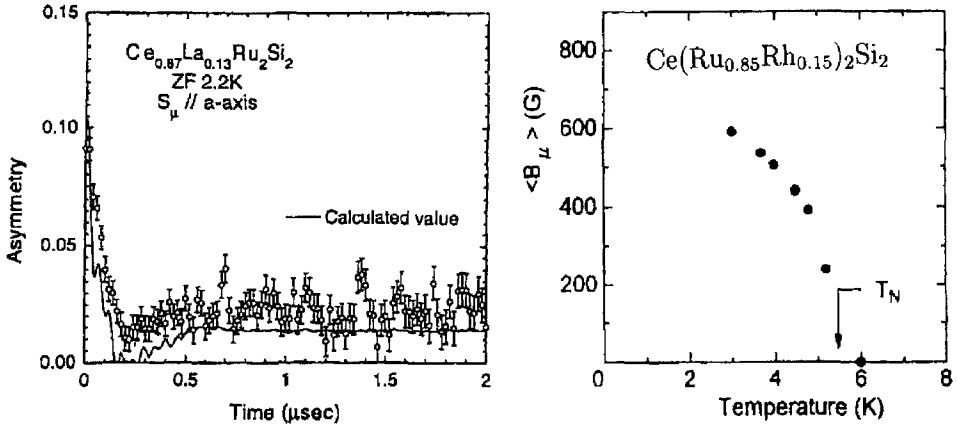 0.15
0.10
0.05
0.00
Asymmetry
Ce0.87La0.13Ru2Si2
ZF 2.2K
Sμ // a-axis
Calculated value
0
0.5
1
1.5
2
Time (μsec)
800
600
400
200
0
<Bμ> (G)
Ce(Ru0.85Rh0.15)2Si2
TN
0
2
4
6
8
Temperature (K)